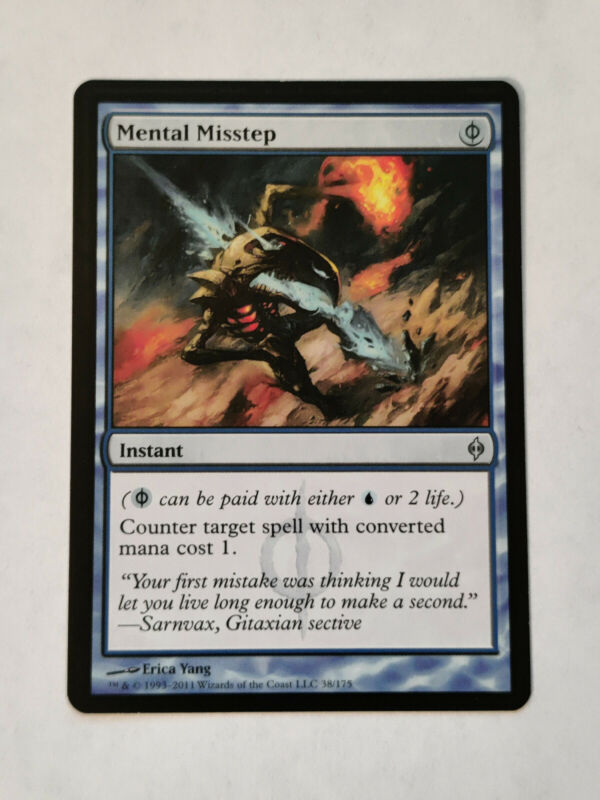 Mental Misstep
Instant
( can be paid with either or 2 life.)
Counter target spell with converted
mana cost 1.
“Your first mistake was thinking I would
let you live long enough to make a second.”
—Sarnvax, Gitaxian sective
Erica Yang
™ & © 1993–2011 Wizards of the Coast LLC 38/175